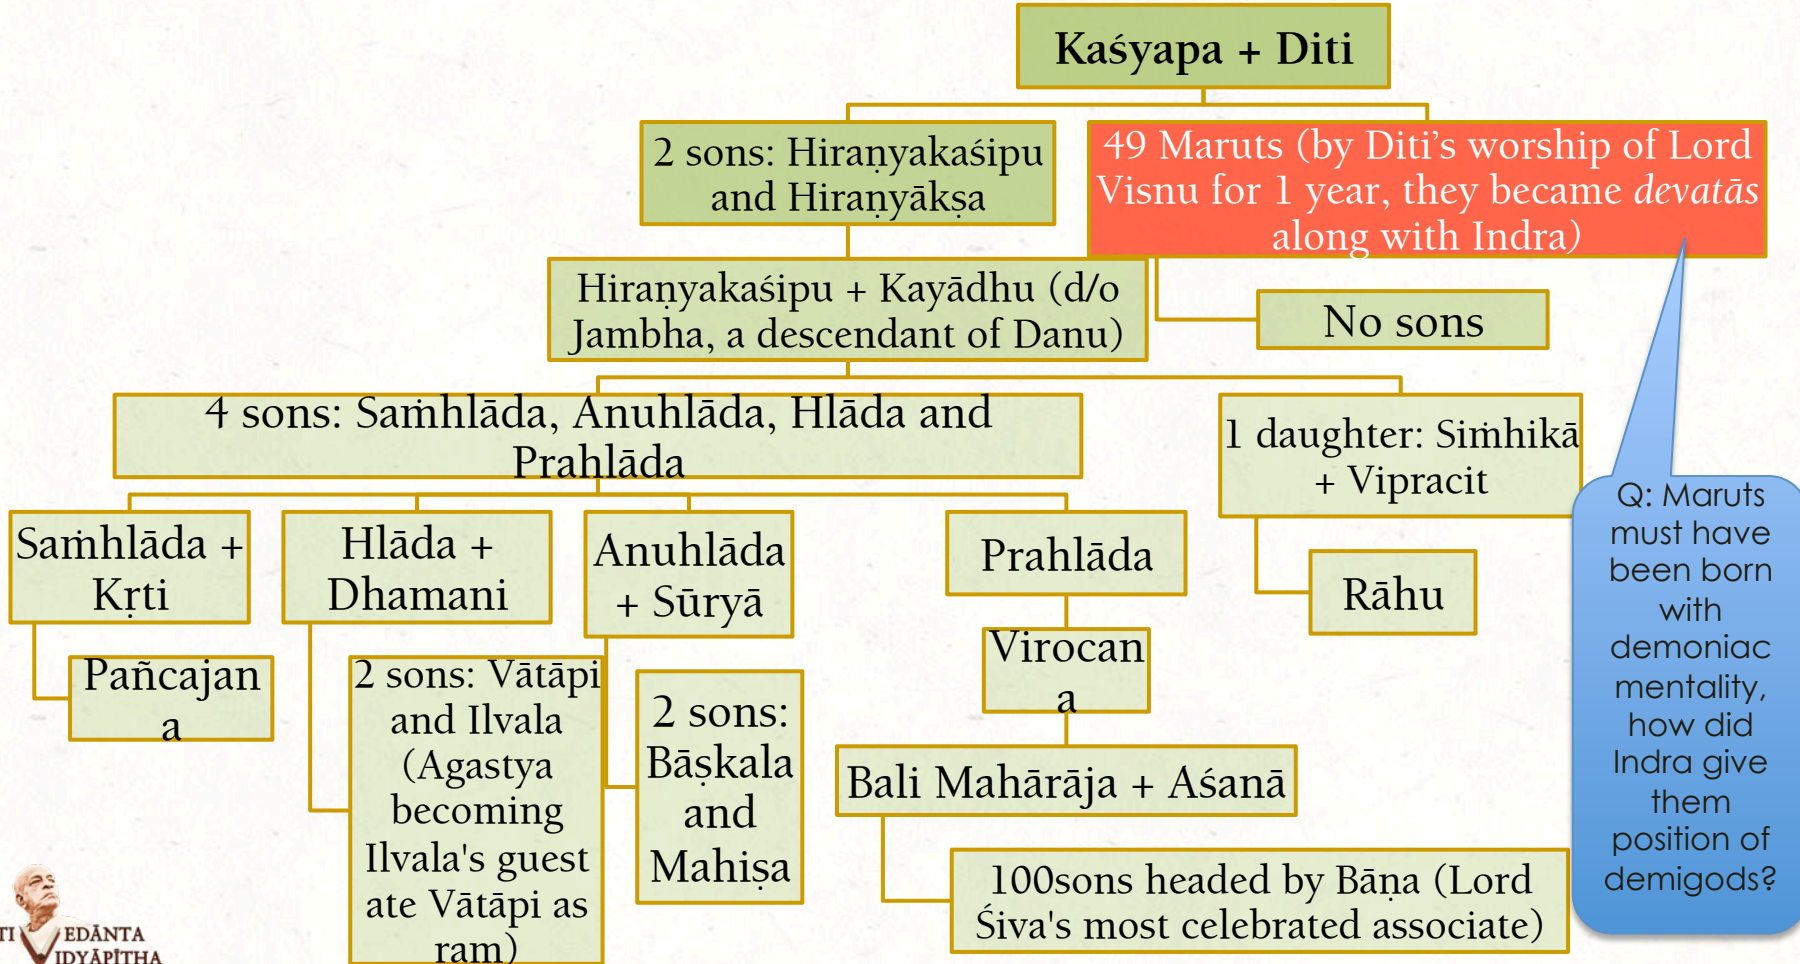 Kaśyapa + Diti
2 sons: Hiraṇyakaśipu
and Hiraṇyākṣa
49 Maruts (by Diti’s worship of Lord
Visnu for 1 year, they became devatās
along with Indra)
Hiraṇyakaśipu + Kayādhu (d/o
Jambha, a descendant of Danu)
No sons
4 sons: Saṁhlāda, Anuhlāda, Hlāda and
Prahlāda
1 daughter: Siṁhikā
+ Vipracit
Saṁhlāda +
Kṛti
Hlāda +
Dhamani
Anuhlāda
+ Sūryā
Prahlāda
Rāhu
Pañcajan
a
2 sons: Vātāpi
and Ilvala
(Agastya
becoming
Ilvala's guest
ate Vātāpi as
ram)
2 sons:
Bāṣkala
and
Mahiṣa
Virocan
a
Bali Mahārāja + Aśanā
100sons headed by Bāṇa (Lord
Śiva's most celebrated associate)
Q: Maruts
must have
been born
with
demoniac
mentality,
how did
Indra give
them
position of
demigods?
TI VEDĀNTA
VIDYĀPĪTHA